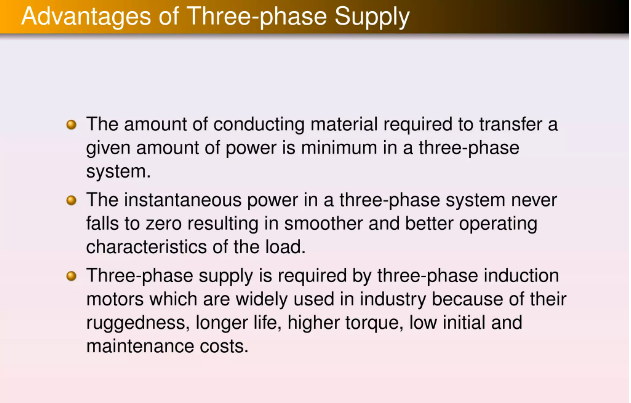 Advantages of Three-phase Supply
The amount of conducting material required to transfer a
given amount of power is minimum in a three-phase
system.
The instantaneous power in a three-phase system never
falls to zero resulting in smoother and better operating
characteristics of the load.
Three-phase supply is required by three-phase induction
motors which are widely used in industry because of their
ruggedness, longer life, higher torque, low initial and
maintenance costs.